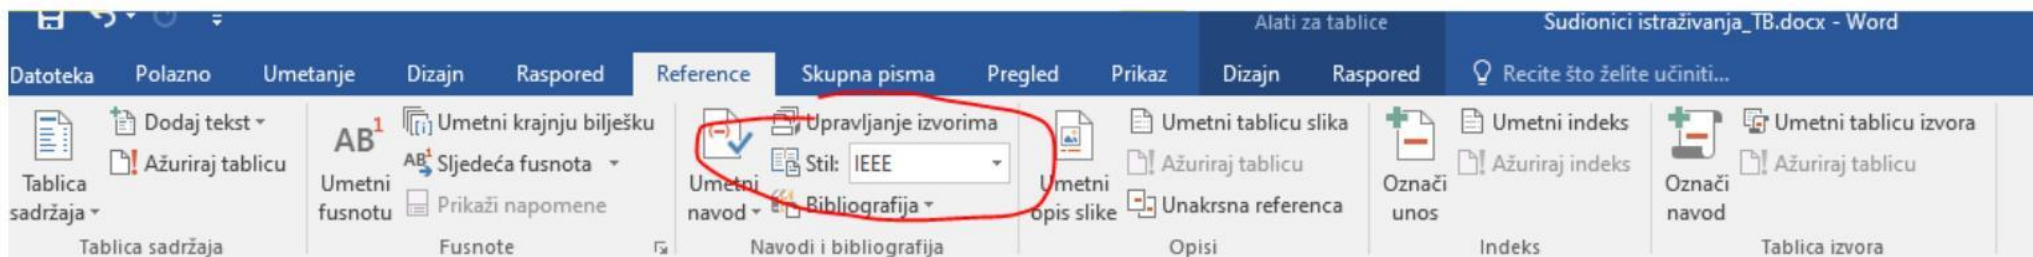 Alati za tablice
Sudionici istraživanja_TB.docx - Word
Datoteka Polazno Umetanje Dizajn Raspored Reference Skupna pisma Pregled Prikaz Dizajn Raspored Recite što želite učiniti...
Tablica sadržaja
Dodaj tekst
Ažuriraj tablicu
Tablica sadržaja
AB1
Umetni fusnotu
Umetni krajnju bilješku
AB1 Sljedeća fusnota
Prikaži napomene
Fusnote
Umetni navod
Upravljanje izvorima
Stil: IEEE
Bibliografija
Navodi i bibliografija
Umetni opis slike
Umetni tablicu slika
Ažuriraj tablicu
Unakrsna referenca
Opisi
Označi unos
Umetni indeks
Ažuriraj indeks
Indeks
Označi navod
Umetni tablicu izvora
Ažuriraj tablicu
Tablica izvora